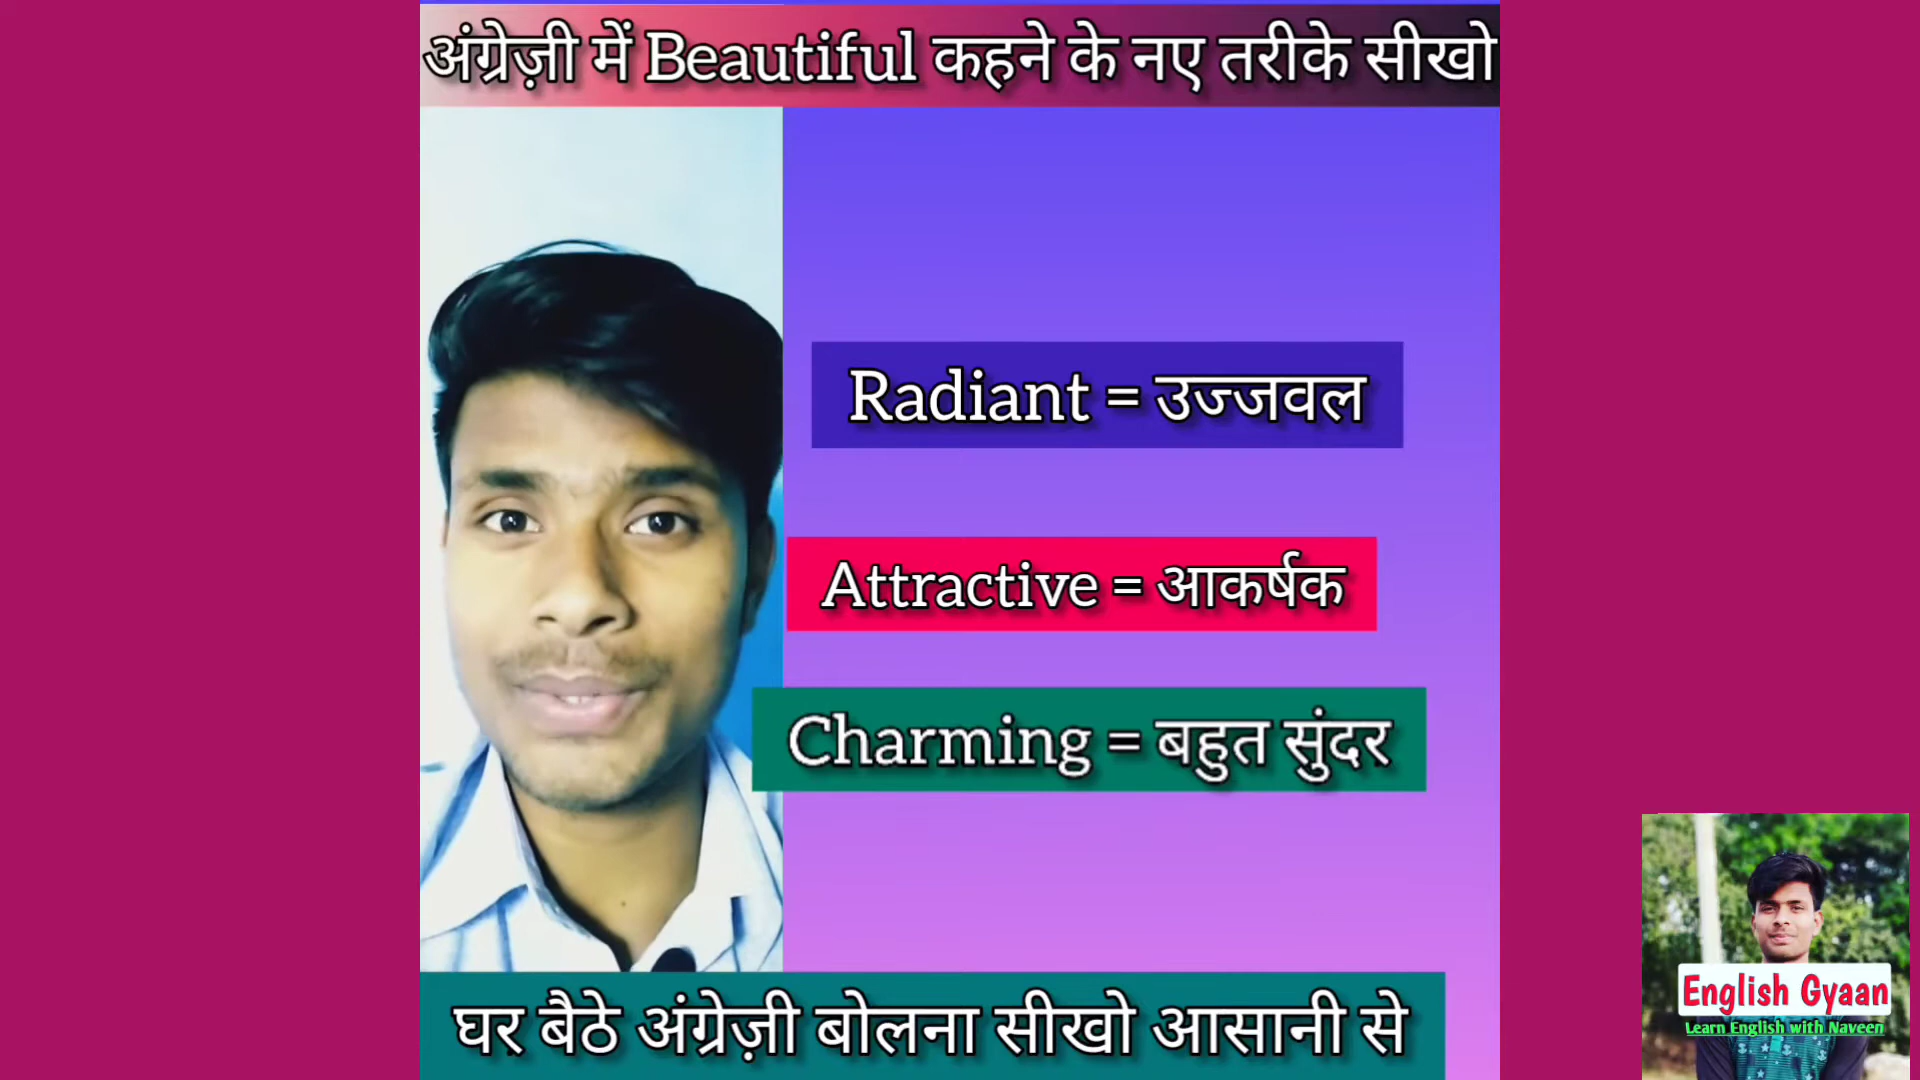 अंग्रेज़ी में Beautiful कहने के नए तरीके सीखो
Radiant = उज्जवल
Attractive = आकर्षक
Charming = बहुत सुंदर
घर बैठे अंग्रेज़ी बोलना सीखो आसानी से
English Gyaan
Learn English with Naveen